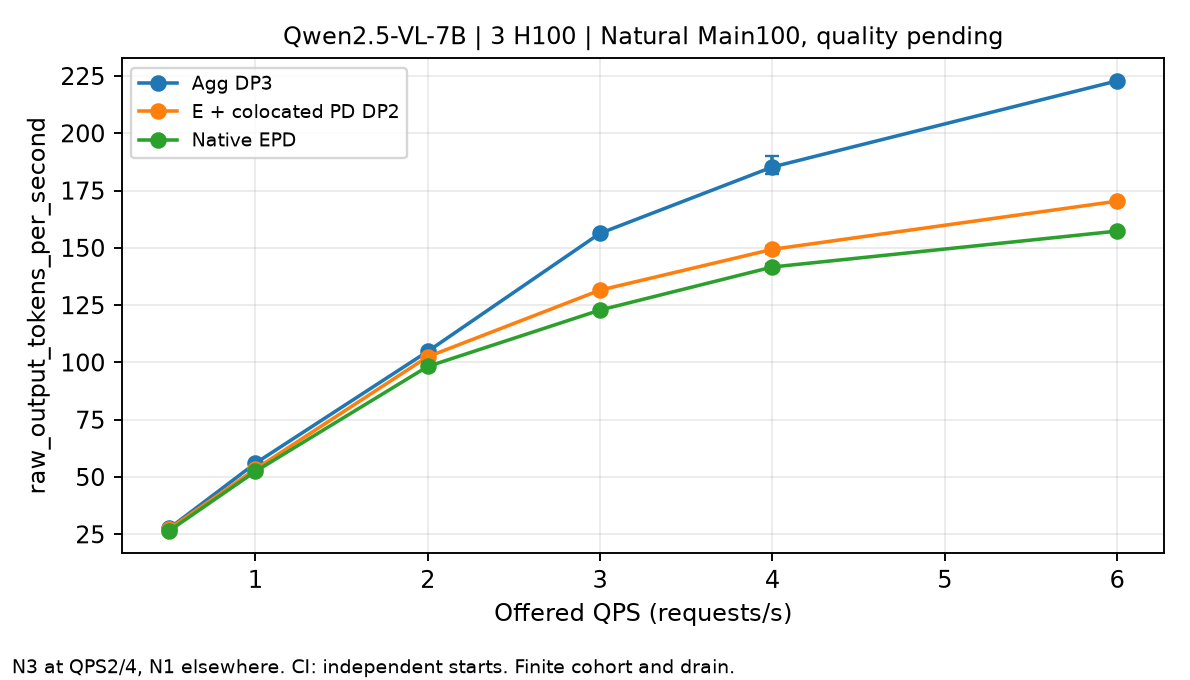 Qwen2.5-VL-7B | 3 H100 | Natural Main100, quality pending
Agg DP3
E + colocated PD DP2
Native EPD
raw_output_tokens_per_second
225
200
175
150
125
100
75
50
25
1 2 3 4 5 6
Offered QPS (requests/s)
N3 at QPS2/4, N1 elsewhere. CI: independent starts. Finite cohort and drain.